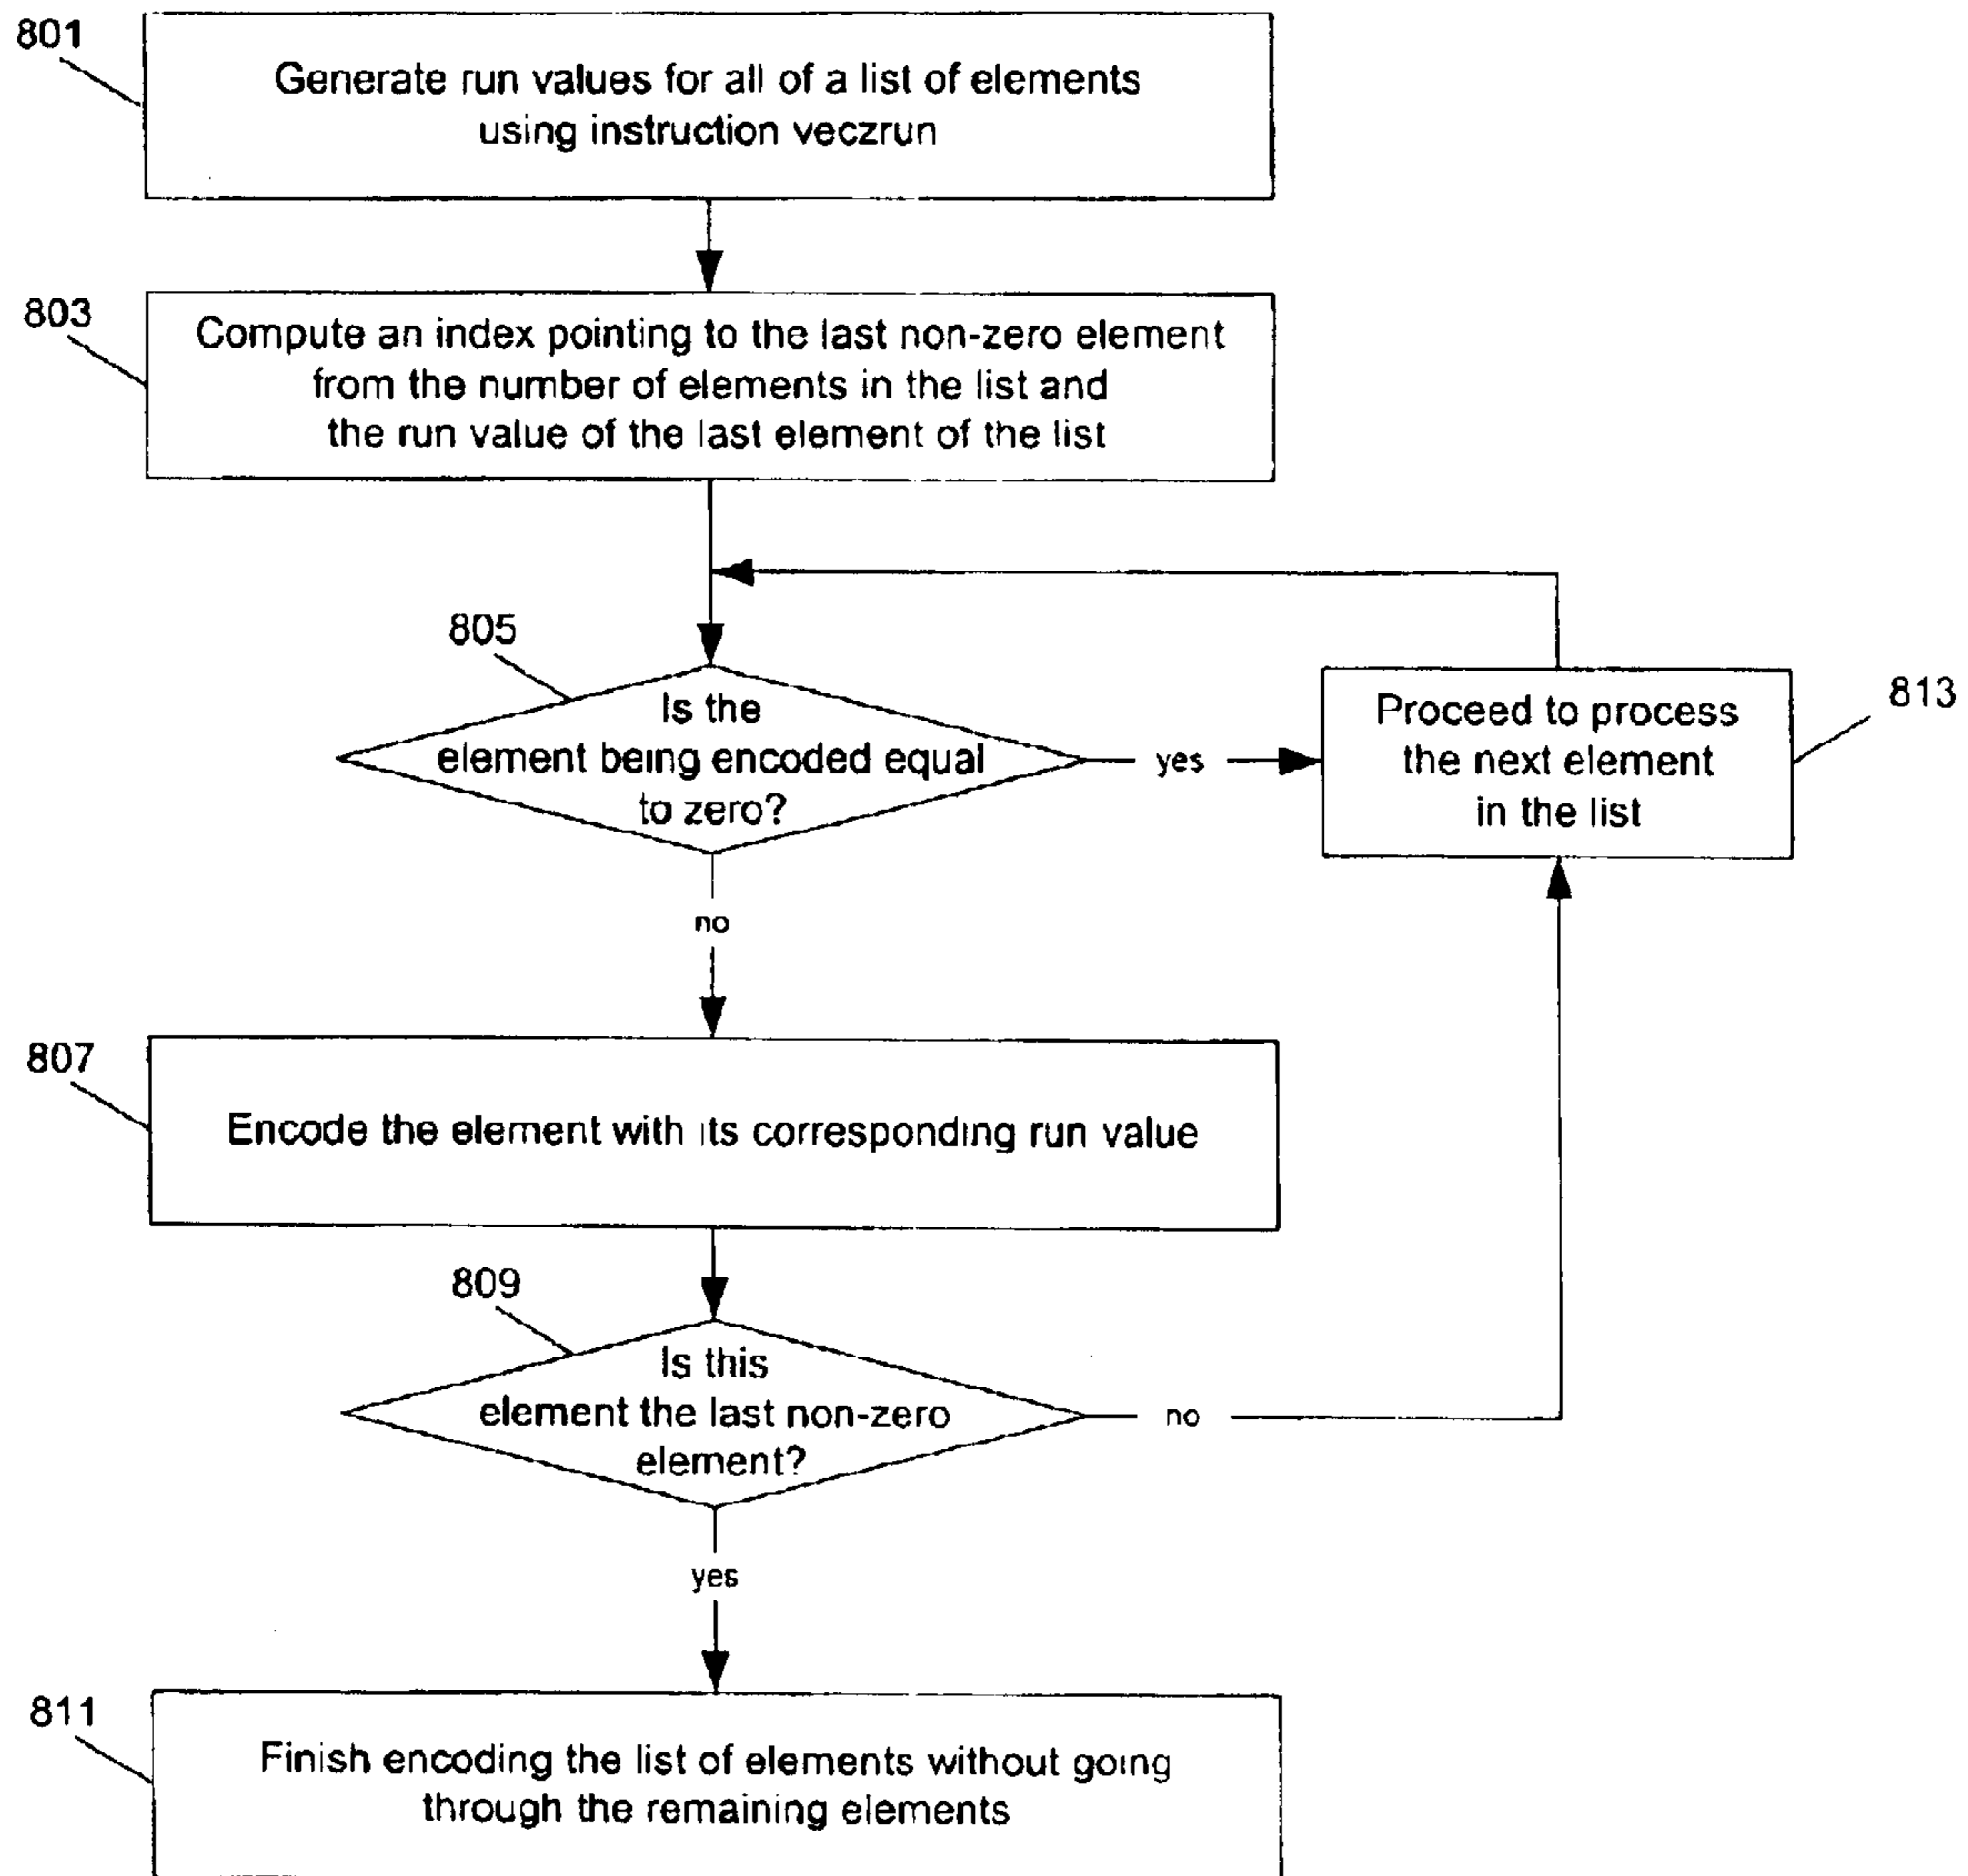 801
Generate run values for all of a list of elements
using instruction veczrun
803
Compute an index pointing to the last non-zero element
from the number of elements in the list and
the run value of the last element of the list
805
Is the
element being encoded equal
to zero?
yes
Proceed to process
the next element
in the list
813
no
807
Encode the element with its corresponding run value
809
Is this
element the last non-zero
element?
no
yes
811
Finish encoding the list of elements without going
through the remaining elements